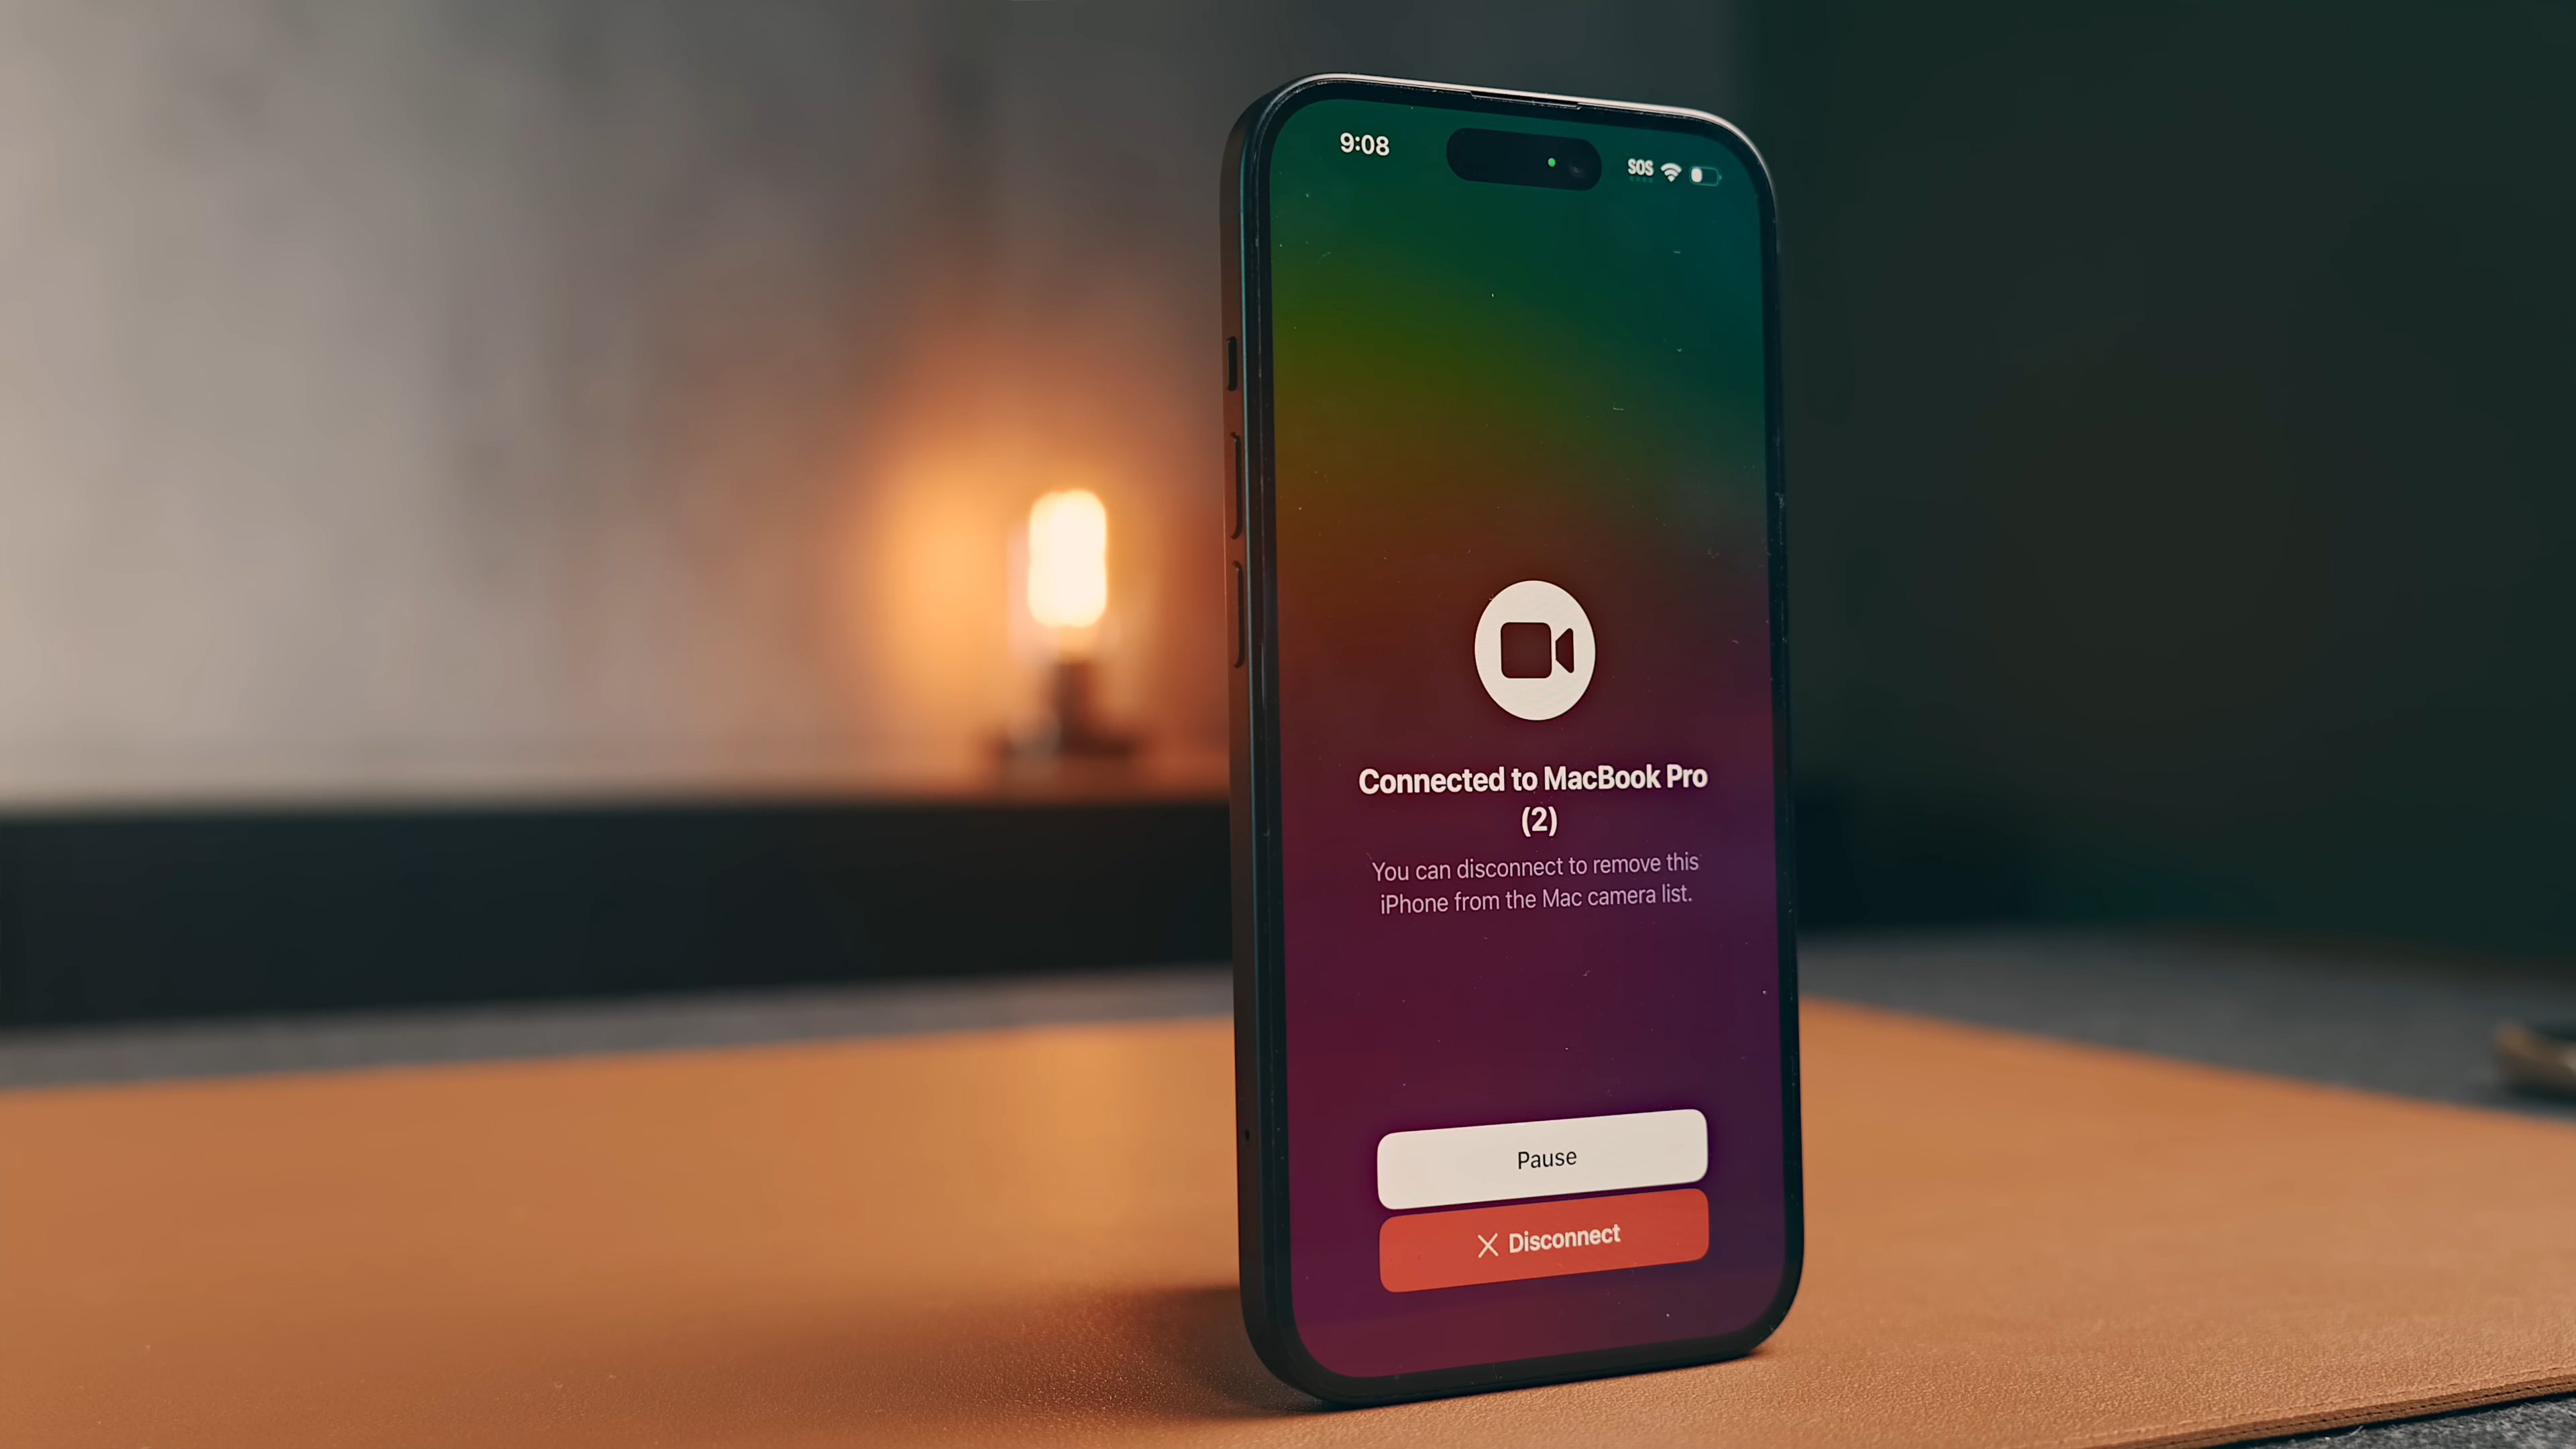 9:08
SOS
Connected to MacBook Pro
(2)
You can disconnect to remove this
iPhone from the Mac camera list.
Pause
Disconnect